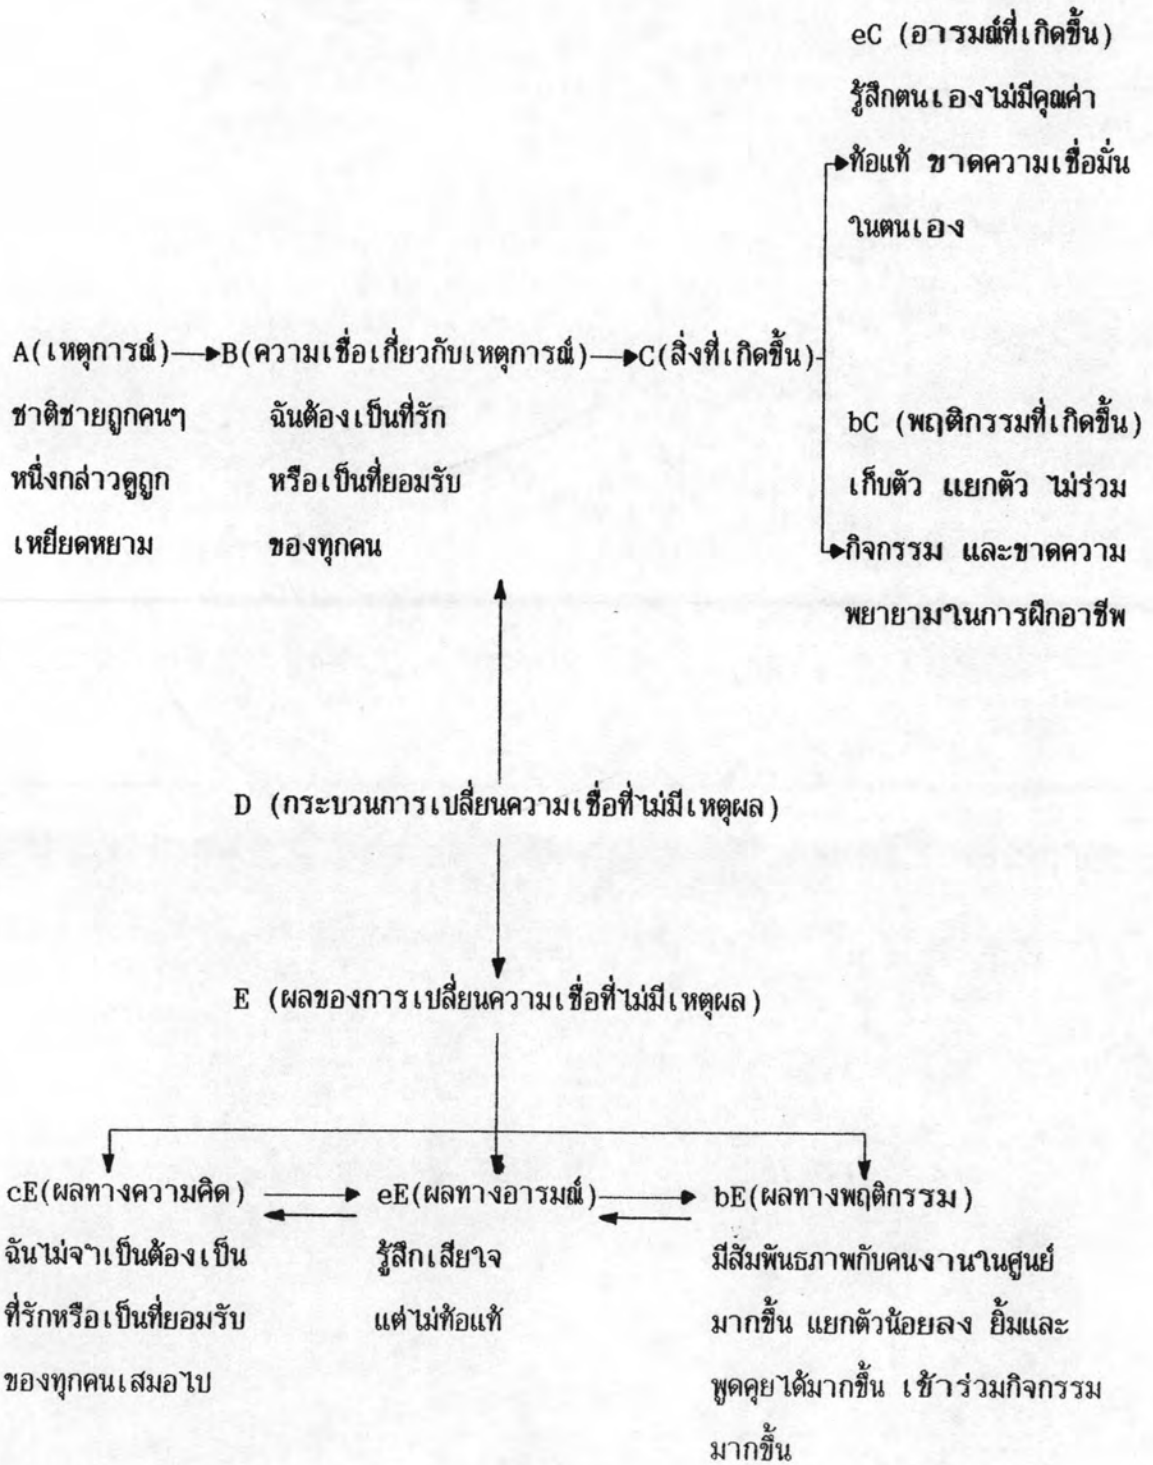 eC (อารมณ์ที่เกิดขึ้น)
รู้สึกตนเองไม่มีคุณค่า
ท้อแท้ ขาดความเชื่อมั่น
ในตนเอง
A(เหตุการณ์) B(ความเชื่อเกี่ยวกับเหตุการณ์) C(สิ่งที่เกิดขึ้น)
ชาติชายถูกคนๆ
หนึ่งกล่าวดูถูก
เหยียดหยาม
ฉันต้องเป็นที่รัก
หรือเป็นที่ยอมรับ
ของทุกคน
bC (พฤติกรรมที่เกิดขึ้น)
เก็บตัว แยกตัว ไม่ร่วม
กิจกรรม และขาดความ
พยายามในการฝึกอาชีพ
D (กระบวนการเปลี่ยนความเชื่อที่ไม่มีเหตุผล)
E (ผลของการเปลี่ยนความเชื่อที่ไม่มีเหตุผล)
cE(ผลทางความคิด) eE(ผลทางอารมณ์) bE(ผลทางพฤติกรรม)
ฉันไม่จำเป็นต้องเป็น
ที่รักหรือเป็นที่ยอมรับ
ของทุกคนเสมอไป
รู้สึกเสียใจ
แต่ไม่ท้อแท้
มีสัมพันธภาพกับคนงานในศูนย์
มากขึ้น แยกตัวน้อยลง ยิ้มและ
พูดคุยได้มากขึ้น เข้าร่วมกิจกรรม
มากขึ้น